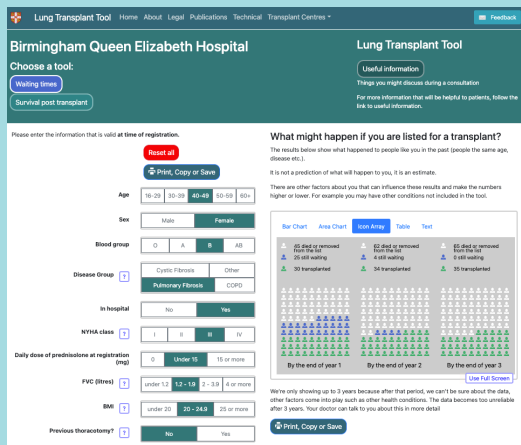 Lung Transplant Tool Home About Legal Publications Technical Transplant Centres Feedback
Birmingham Queen Elizabeth Hospital
Choose a tool:
Waiting times
Survival post transplant
Lung Transplant Tool
Useful information
Things you might discuss during a consultation
For more information that will be helpful to patients, follow the
link to useful information.
Please enter the information that is valid at time of registration.
Reset all
Print, Copy or Save
Age 16-29 30-39 40-49 50-59 60+
Sex Male Female
Blood group O A B AB
Disease Group ? Cystic Fibrosis Other
Pulmonary Fibrosis COPD
In hospital No Yes
NYHA class ? I II III IV
Daily dose of prednisolone at registration
(mg) 0 Under 15 15 or more
FVC (litres) ? under 1.2 1.2 - 1.9 2 - 3.9 4 or more
BMI ? under 20 20 - 24.9 25 or more
Previous thoracotomy? ? No Yes
What might happen if you are listed for a transplant?
The results below show what happened to people like you in the past (people the same age,
disease etc.).
It is not a prediction of what will happen to you, it is an estimate.
There are other factors about you that can influence these results and make the numbers
higher or lower. For example you may have other conditions not included in the tool.
Bar Chart Area Chart Icon Array Table Text
45 died or removed
from the list
25 still waiting
30 transplanted
By the end of year 1
62 died or removed
from the list
4 still waiting
34 transplanted
By the end of year 2
65 died or removed
from the list
0 still waiting
35 transplanted
By the end of year 3
Use Full Screen
We're only showing up to 3 years because after that period, we can't be sure about the data,
other factors come into play such as other health conditions. The data becomes too unreliable
after 3 years. Your doctor can talk to you about this in more detail
Print, Copy or Save